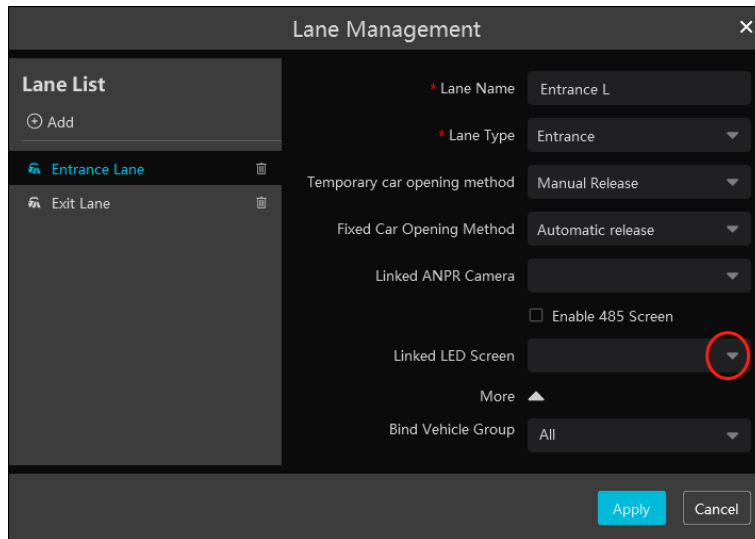 Lane Management
Lane List
Add
Entrance Lane
Exit Lane
* Lane Name Entrance L
* Lane Type Entrance
Temporary car opening method Manual Release
Fixed Car Opening Method Automatic release
Linked ANPR Camera
Enable 485 Screen
Linked LED Screen
More
Bind Vehicle Group All
Apply Cancel